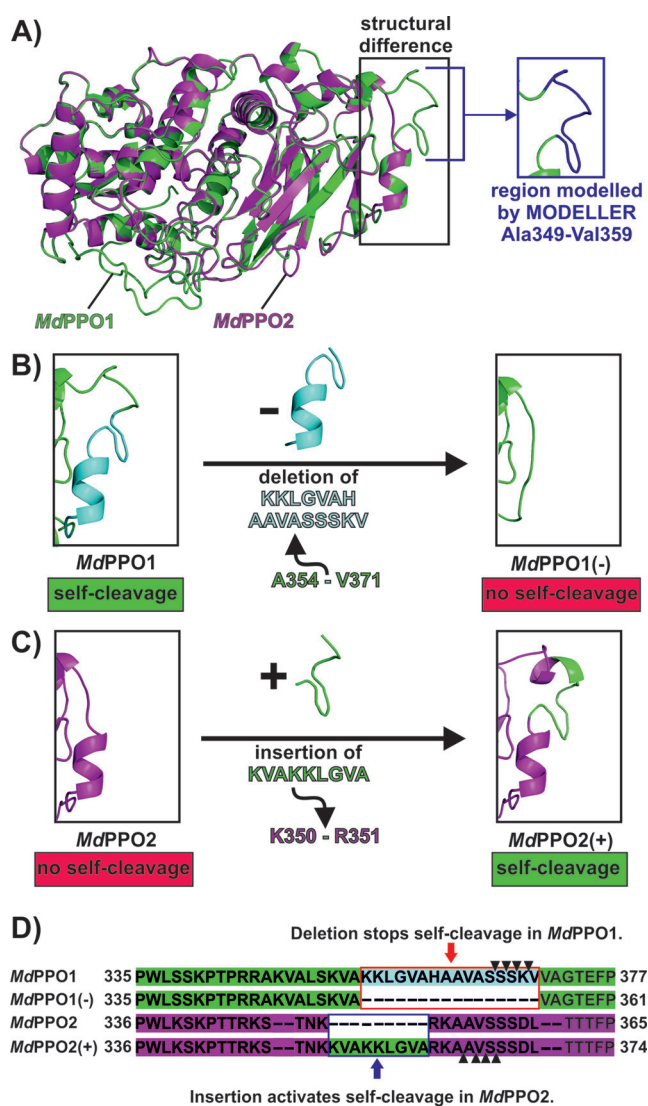 A)
structural
difference
region modelled
by MODELLER
Ala349-Val359
MdPPO1
MdPPO2
B)
deletion of
KKLGVAH
AAVASSSKV
A354 - V371
MdPPO1
self-cleavage
MdPPO1(-)
no self-cleavage
C)
insertion of
KVAKKLGVA
K350 - R351
MdPPO2
no self-cleavage
MdPPO2(+)
self-cleavage
D)
Deletion stops self-cleavage in MdPPO1.
MdPPO1 335 PWLSSKPTPRRAKVALSKVAKKLGVAHAAVASSSKVVAGTEFP 377
MdPPO1(-) 335 PWLSSKPTPRRAKVALSKVA----------------VAGTEFP 361
MdPPO2 336 PWLKSKPTTRKS--TNK---------RKAAVSSSDL--TTTFP 365
MdPPO2(+) 336 PWLKSKPTTRKS--TNKKVAKKLGVARKAAVSSSDL--TTTFP 374
Insertion activates self-cleavage in MdPPO2.